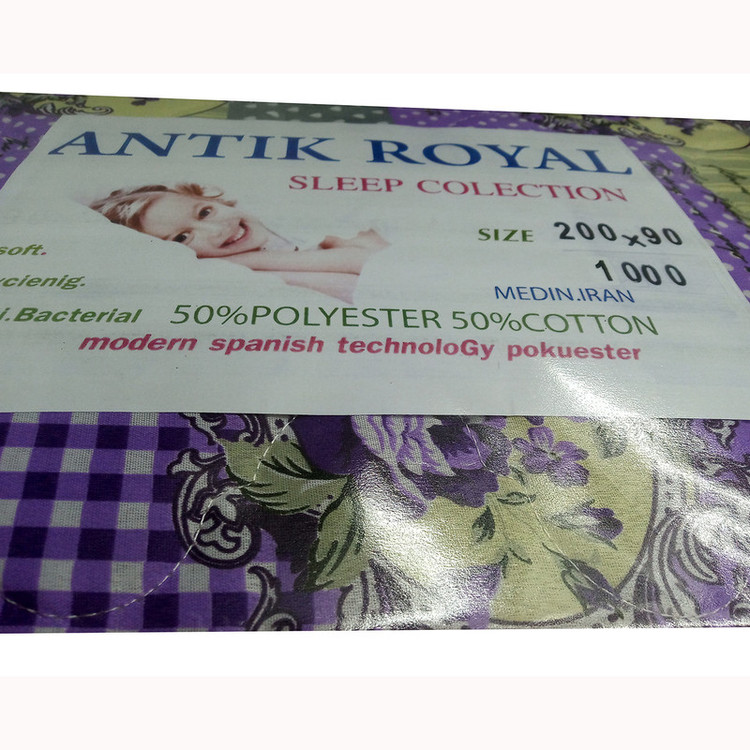 ANTIK ROYAL
SLEEP COLECTION
SIZE 200x90
1000
MEDIN.IRAN
soft.
ycienig.
i.Bacterial
50%POLYESTER 50%COTTON
modern spanish technoloGy pokuester